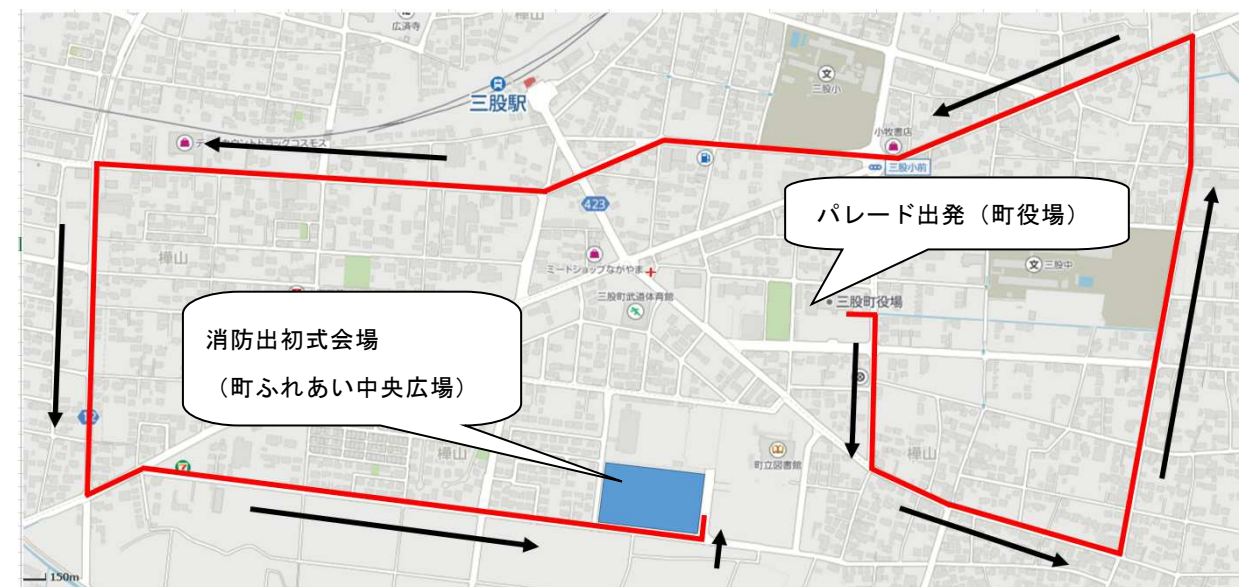 広済寺
樺山
三股駅
三股小
小牧書店
三股小前
423
パレード出発（町役場）
樺山
ミートショップながやま
三股町武道体育館
三股中
三股町役場
消防出初式会場
（町ふれあい中央広場）
12
樺山
町立図書館
樺山
150m